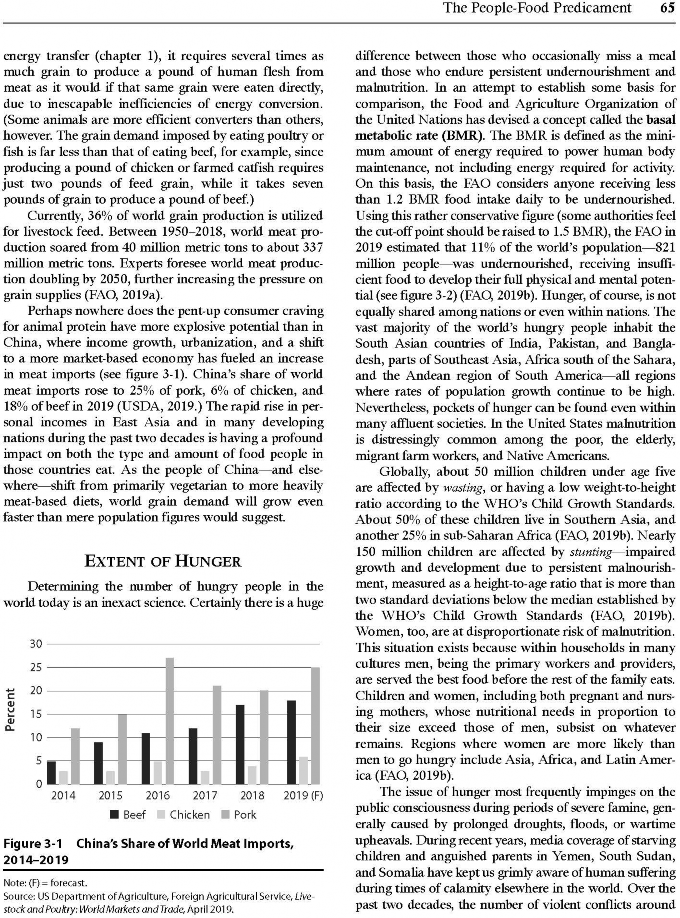 The People-Food Predicament 65
energy transfer (chapter 1), it requires several times as
much grain to produce a pound of human flesh from
meat as it would if that same grain were eaten directly,
due to inescapable inefficiencies of energy conversion.
(Some animals are more efficient converters than others,
however. The grain demand imposed by eating poultry or
fish is far less than that of eating beef, for example, since
producing a pound of chicken or farmed catfish requires
just two pounds of feed grain, while it takes seven
pounds of grain to produce a pound of beef.)
Currently, 36% of world grain production is utilized
for livestock feed. Between 1950–2018, world meat pro-
duction soared from 40 million metric tons to about 337
million metric tons. Experts foresee world meat produc-
tion doubling by 2050, further increasing the pressure on
grain supplies (FAO, 2019a).
Perhaps nowhere does the pent-up consumer craving
for animal protein have more explosive potential than in
China, where income growth, urbanization, and a shift
to a more market-based economy has fueled an increase
in meat imports (see figure 3-1). China's share of world
meat imports rose to 25% of pork, 6% of chicken, and
18% of beef in 2019 (USDA, 2019.) The rapid rise in per-
sonal incomes in East Asia and in many developing
nations during the past two decades is having a profound
impact on both the type and amount of food people in
those countries eat. As the people of China—and else-
where—shift from primarily vegetarian to more heavily
meat-based diets, world grain demand will grow even
faster than mere population figures would suggest.
EXTENT OF HUNGER
Determining the number of hungry people in the
world today is an inexact science. Certainly there is a huge
30
25
20
15
10
5
0
Percent
2014 2015 2016 2017 2018 2019 (F)
Beef Chicken Pork
Figure 3-1 China's Share of World Meat Imports,
2014–2019
Note: (F) = forecast.
Source: US Department of Agriculture, Foreign Agricultural Service, Live-
stock and Poultry: World Markets and Trade, April 2019.
difference between those who occasionally miss a meal
and those who endure persistent undernourishment and
malnutrition. In an attempt to establish some basis for
comparison, the Food and Agriculture Organization of
the United Nations has devised a concept called the basal
metabolic rate (BMR). The BMR is defined as the mini-
mum amount of energy required to power human body
maintenance, not including energy required for activity.
On this basis, the FAO considers anyone receiving less
than 1.2 BMR food intake daily to be undernourished.
Using this rather conservative figure (some authorities feel
the cut-off point should be raised to 1.5 BMR), the FAO in
2019 estimated that 11% of the world's population—821
million people—was undernourished, receiving insuffi-
cient food to develop their full physical and mental poten-
tial (see figure 3-2) (FAO, 2019b). Hunger, of course, is not
equally shared among nations or even within nations. The
vast majority of the world's hungry people inhabit the
South Asian countries of India, Pakistan, and Bangla-
desh, parts of Southeast Asia, Africa south of the Sahara,
and the Andean region of South America—all regions
where rates of population growth continue to be high.
Nevertheless, pockets of hunger can be found even within
many affluent societies. In the United States malnutrition
is distressingly common among the poor, the elderly,
migrant farm workers, and Native Americans.
Globally, about 50 million children under age five
are affected by wasting, or having a low weight-to-height
ratio according to the WHO's Child Growth Standards.
About 50% of these children live in Southern Asia, and
another 25% in sub-Saharan Africa (FAO, 2019b). Nearly
150 million children are affected by stunting—impaired
growth and development due to persistent malnourish-
ment, measured as a height-to-age ratio that is more than
two standard deviations below the median established by
the WHO's Child Growth Standards (FAO, 2019b).
Women, too, are at disproportionate risk of malnutrition.
This situation exists because within households in many
cultures men, being the primary workers and providers,
are served the best food before the rest of the family eats.
Children and women, including both pregnant and nurs-
ing mothers, whose nutritional needs in proportion to
their size exceed those of men, subsist on whatever
remains. Regions where women are more likely than
men to go hungry include Asia, Africa, and Latin Amer-
ica (FAO, 2019b).
The issue of hunger most frequently impinges on the
public consciousness during periods of severe famine, gen-
erally caused by prolonged droughts, floods, or wartime
upheavals. During recent years, media coverage of starving
children and anguished parents in Yemen, South Sudan,
and Somalia have kept us grimly aware of human suffering
during times of calamity elsewhere in the world. Over the
past two decades, the number of violent conflicts around